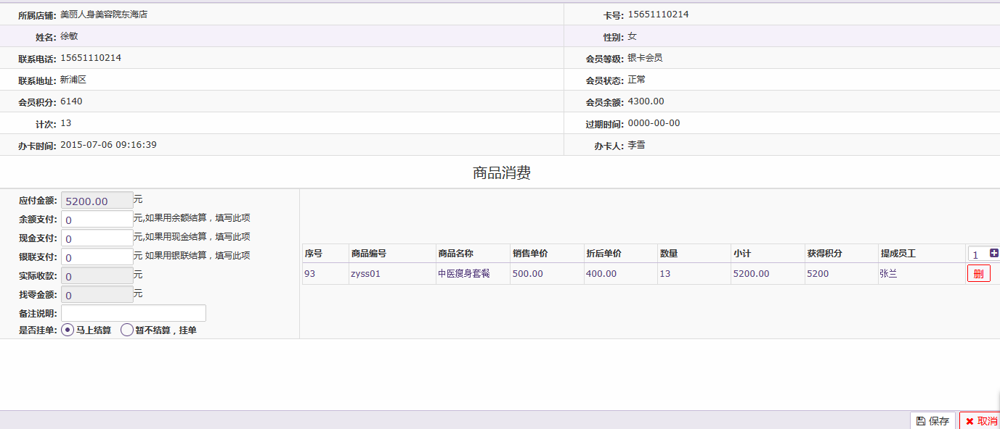 所属店铺: 美丽人身美容院东海店 卡号: 15651110214
姓名: 徐敏 性别: 女
联系电话: 15651110214 会员等级: 银卡会员
联系地址: 新浦区 会员状态: 正常
会员积分: 6140 会员余额: 4300.00
计次: 13 过期时间: 0000-00-00
办卡时间: 2015-07-06 09:16:39 办卡人: 李雪
商品消费
应付金额: 5200.00 元
余额支付: 0 元,如果用余额结算，填写此项
现金支付: 0 元,如果用现金结算，填写此项
银联支付: 0 元 如果用银联结算，填写此项
实际收款: 0 元
找零金额: 0 元
备注说明:
是否挂单: 马上结算 暂不结算，挂单
序号 商品编号 商品名称 销售单价 折后单价 数量 小计 获得积分 提成员工 1
93 zyss01 中医瘦身套餐 500.00 400.00 13 5200.00 5200 张兰 删
保存 取消